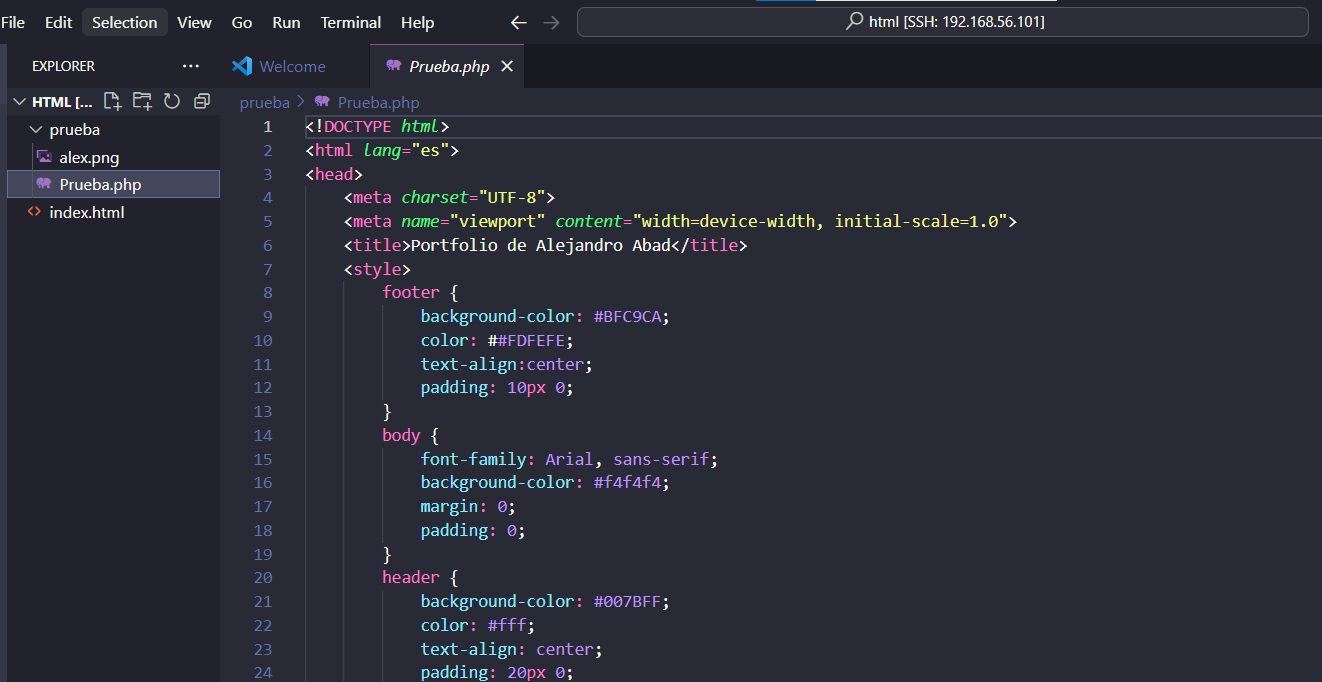 File Edit Selection View Go Run Terminal Help html [SSH: 192.168.56.101]
EXPLORER ··· Welcome Prueba.php
HTML [... prueba > Prueba.php
prueba
alex.png
Prueba.php
index.html
1 <!DOCTYPE html>
2 <html lang="es">
3 <head>
4 <meta charset="UTF-8">
5 <meta name="viewport" content="width=device-width, initial-scale=1.0">
6 <title>Portfolio de Alejandro Abad</title>
7 <style>
8 footer {
9 background-color: #BFC9CA;
10 color: ##FDFEFE;
11 text-align:center;
12 padding: 10px 0;
13 }
14 body {
15 font-family: Arial, sans-serif;
16 background-color: #f4f4f4;
17 margin: 0;
18 padding: 0;
19 }
20 header {
21 background-color: #007BFF;
22 color: #fff;
23 text-align: center;
24 padding: 20px 0;